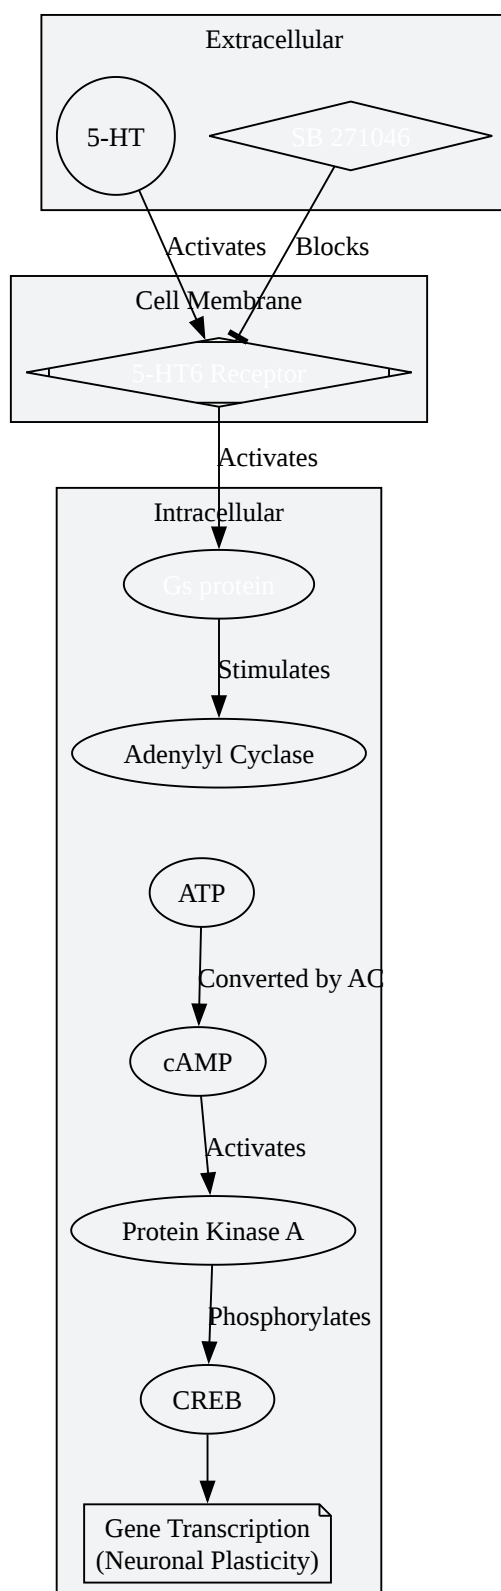 Extracellular
5-HT
SB 271046
Activates
Blocks
Cell Membrane
5-HT6 Receptor
Activates
Intracellular
Gs protein
Stimulates
Adenylyl Cyclase
ATP
Converted by AC
cAMP
Activates
Protein Kinase A
Phosphorylates
CREB
Gene Transcription
(Neuronal Plasticity)